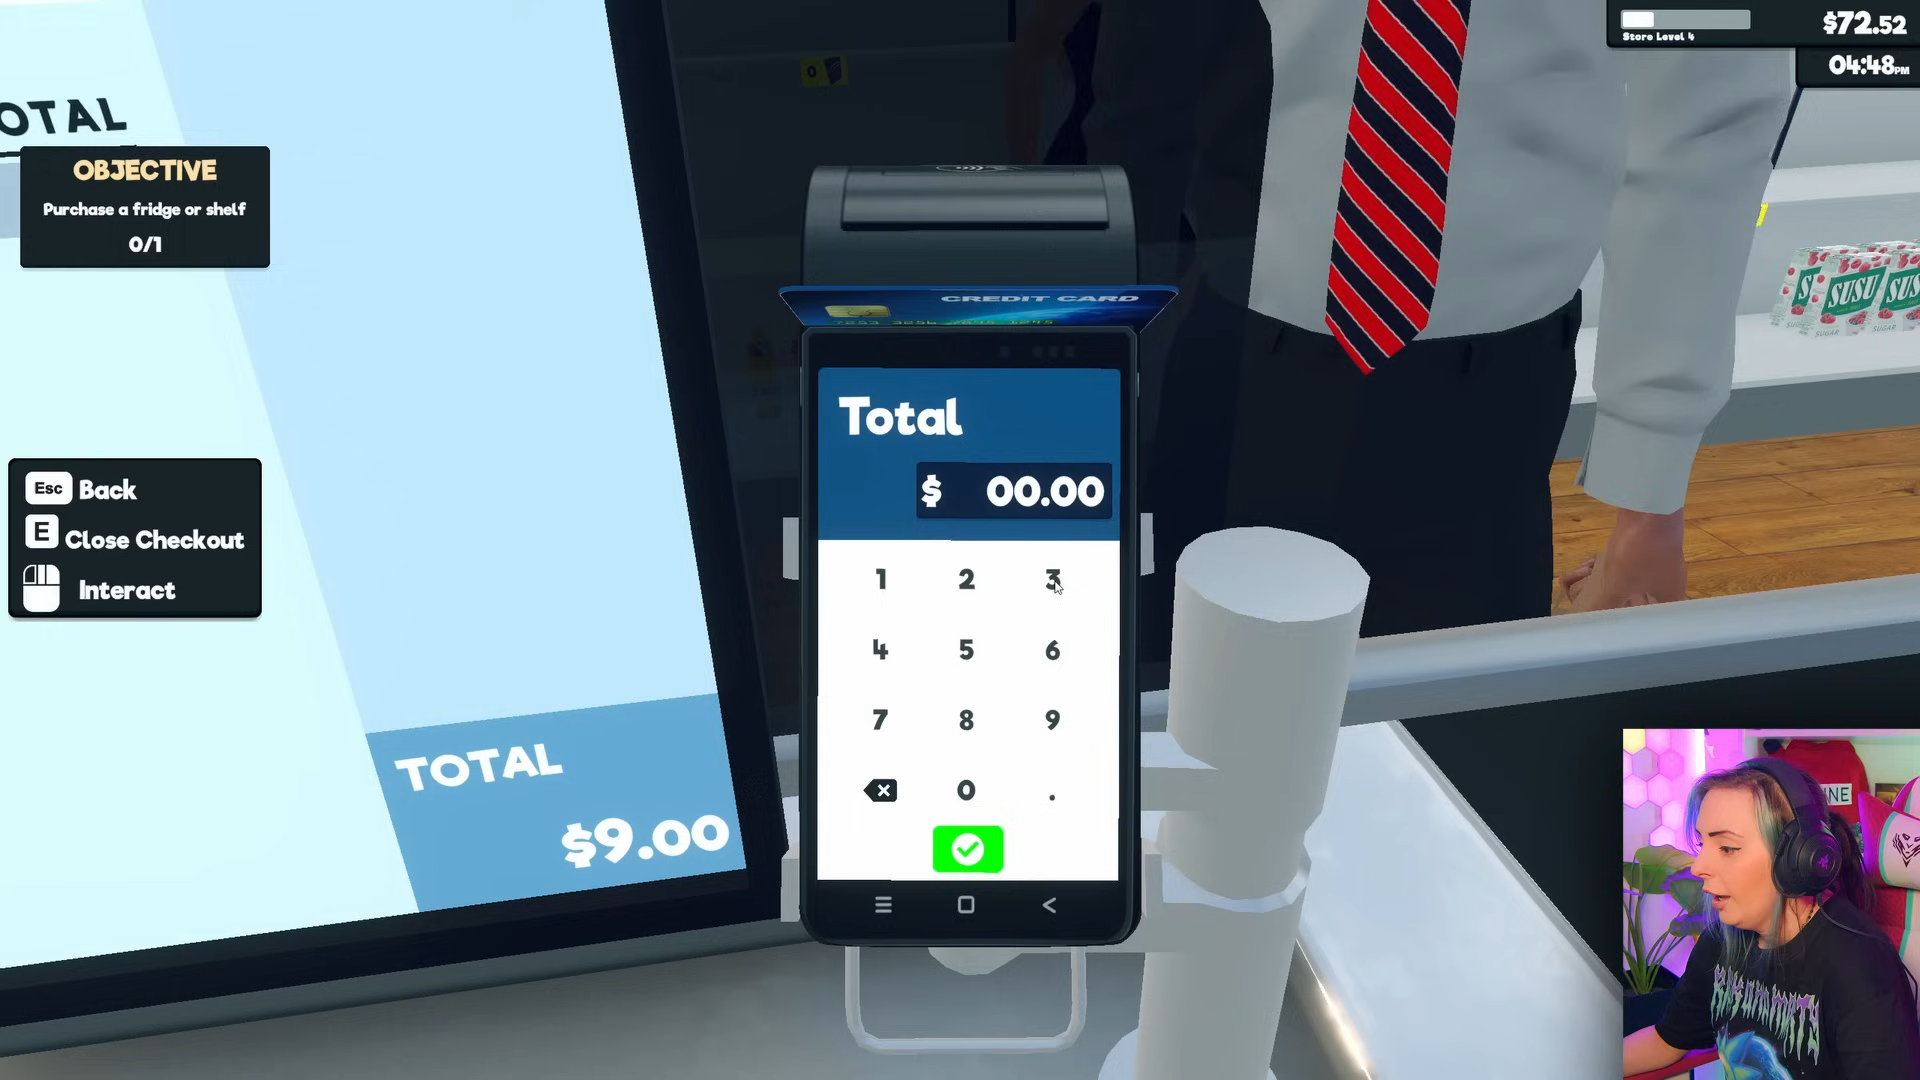 OTAL
OBJECTIVE
Purchase a fridge or shelf
0/1
Esc Back
E Close Checkout
Interact
TOTAL
$9.00
0
CREDIT CARD
Total
$ 00.00
1 2 3
4 5 6
7 8 9
0 .
Store Level 4
$72.52
04:48PM
SUSU
SUGAR